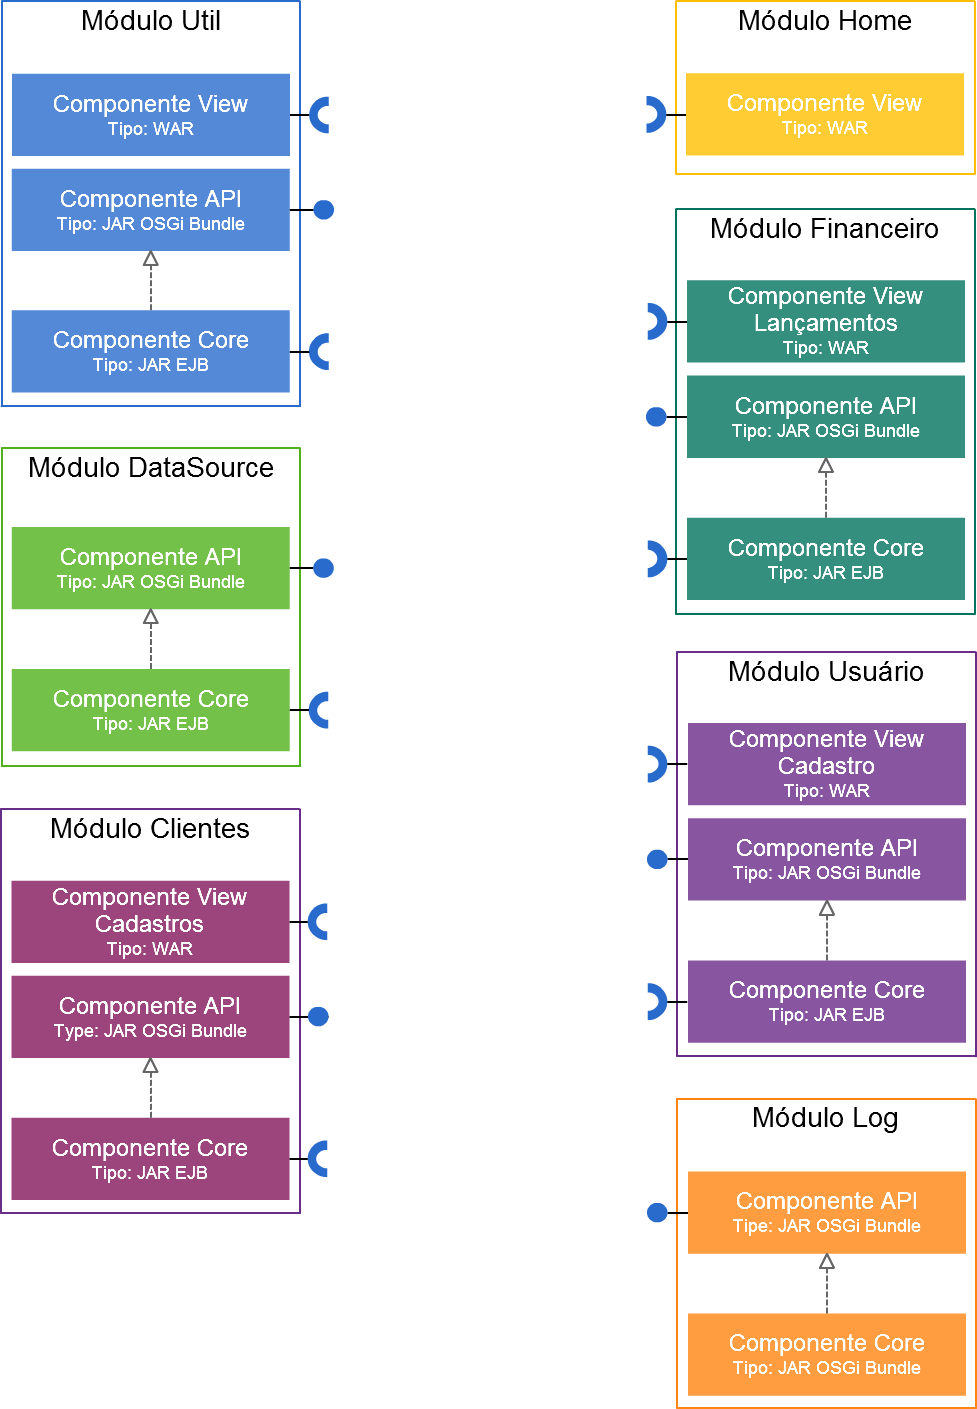 Módulo Util
Componente View
Tipo: WAR
Componente API
Tipo: JAR OSGi Bundle
Componente Core
Tipo: JAR EJB
Módulo DataSource
Componente API
Tipo: JAR OSGi Bundle
Componente Core
Tipo: JAR EJB
Módulo Clientes
Componente View
Cadastros
Tipo: WAR
Componente API
Type: JAR OSGi Bundle
Componente Core
Tipo: JAR EJB
Módulo Home
Componente View
Tipo: WAR
Módulo Financeiro
Componente View
Lançamentos
Tipo: WAR
Componente API
Tipo: JAR OSGi Bundle
Componente Core
Tipo: JAR EJB
Módulo Usuário
Componente View
Cadastro
Tipo: WAR
Componente API
Tipo: JAR OSGi Bundle
Componente Core
Tipo: JAR EJB
Módulo Log
Componente API
Tipe: JAR OSGi Bundle
Componente Core
Tipo: JAR OSGi Bundle